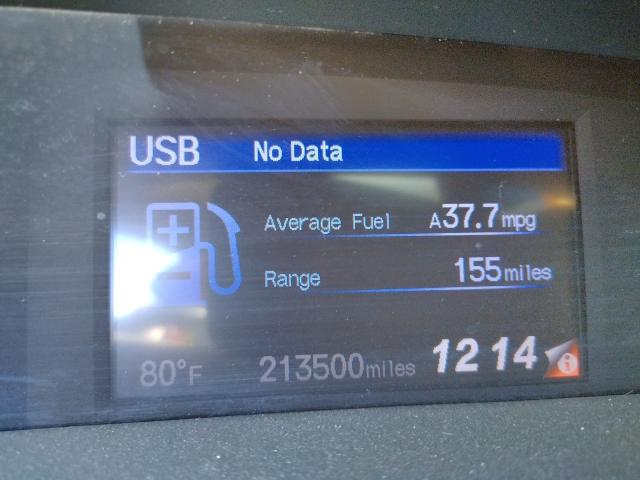 USB No Data
Average Fuel A37.7mpg
Range 155miles
80°F 213500miles 12 14 i